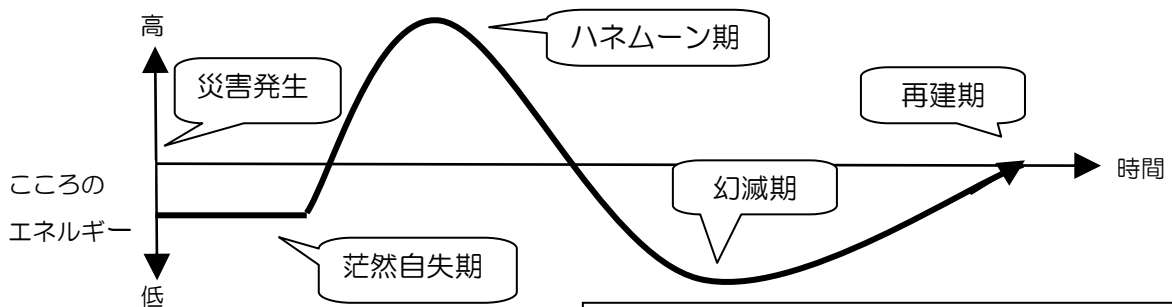 高
ハネムーン期
災害発生
再建期
時間
こころの
エネルギー
幻滅期
茫然自失期
低